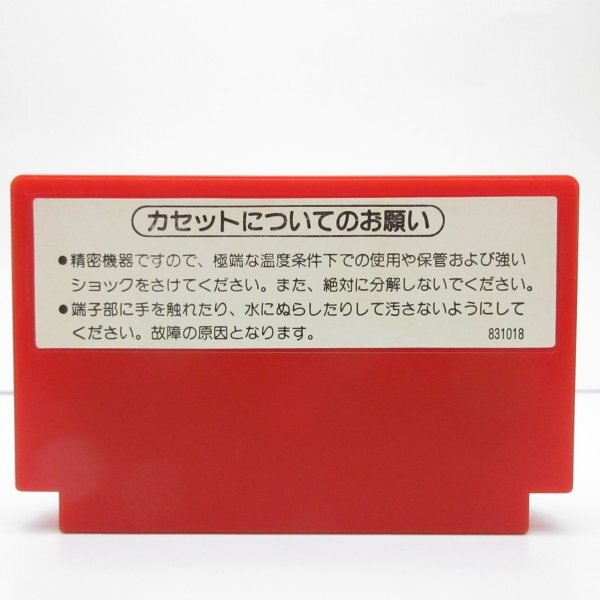 カセットについてのお願い
●精密機器ですので、極端な温度条件下での使用や保管および強い
ショックをさけてください。また、絶対に分解しないでください。
●端子部に手を触れたり、水にぬらしたりして汚さないようにして
ください。故障の原因となります。 831018